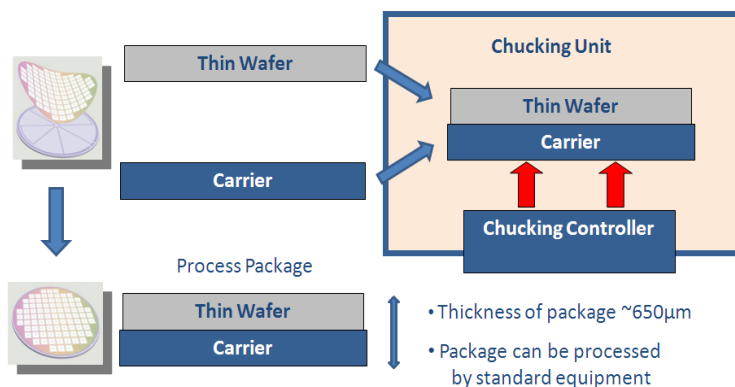 Thin Wafer
Chucking Unit
Thin Wafer
Carrier
Carrier
Chucking Controller
Process Package
Thin Wafer
Carrier
• Thickness of package ~650µm
• Package can be processed
by standard equipment